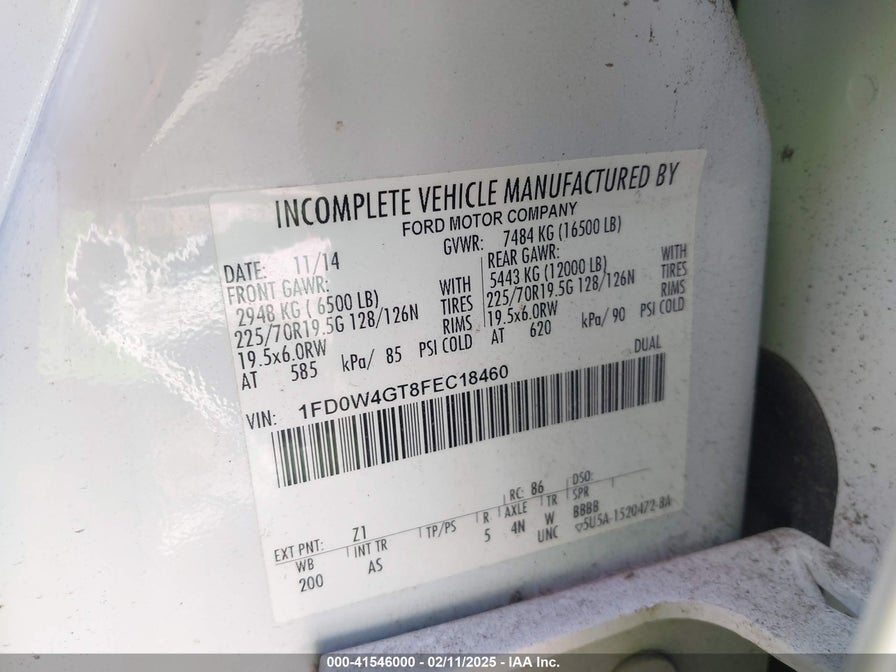 INCOMPLETE VEHICLE MANUFACTURED BY
FORD MOTOR COMPANY
DATE: 11/14
GVWR: 7484 KG (16500 LB)
FRONT GAWR:
2948 KG ( 6500 LB) WITH
225/70R19.5G 128/126N TIRES
19.5x6.0RW RIMS
AT 585 kPa/ 85 PSI COLD
REAR GAWR:
5443 KG (12000 LB) WITH
225/70R19.5G 128/126N TIRES
19.5x6.0RW RIMS
AT 620 kPa/ 90 PSI COLD
DUAL
VIN: 1FD0W4GT8FEC18460
EXT PNT: Z1 RC: 86 DSO:
WB INT TR TP/PS R AXLE TR SPR
200 AS 5 4N W BBBB
UNC ▽5U5A-1520472-BA
000-41546000 - 02/11/2025 - IAA Inc.